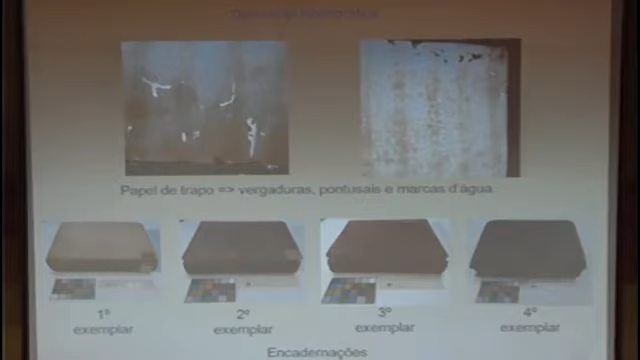 Papel de trapo => vergaduras, pontusais e marcas d'água
1º exemplar
2º exemplar
3º exemplar
4º exemplar
Encadernações